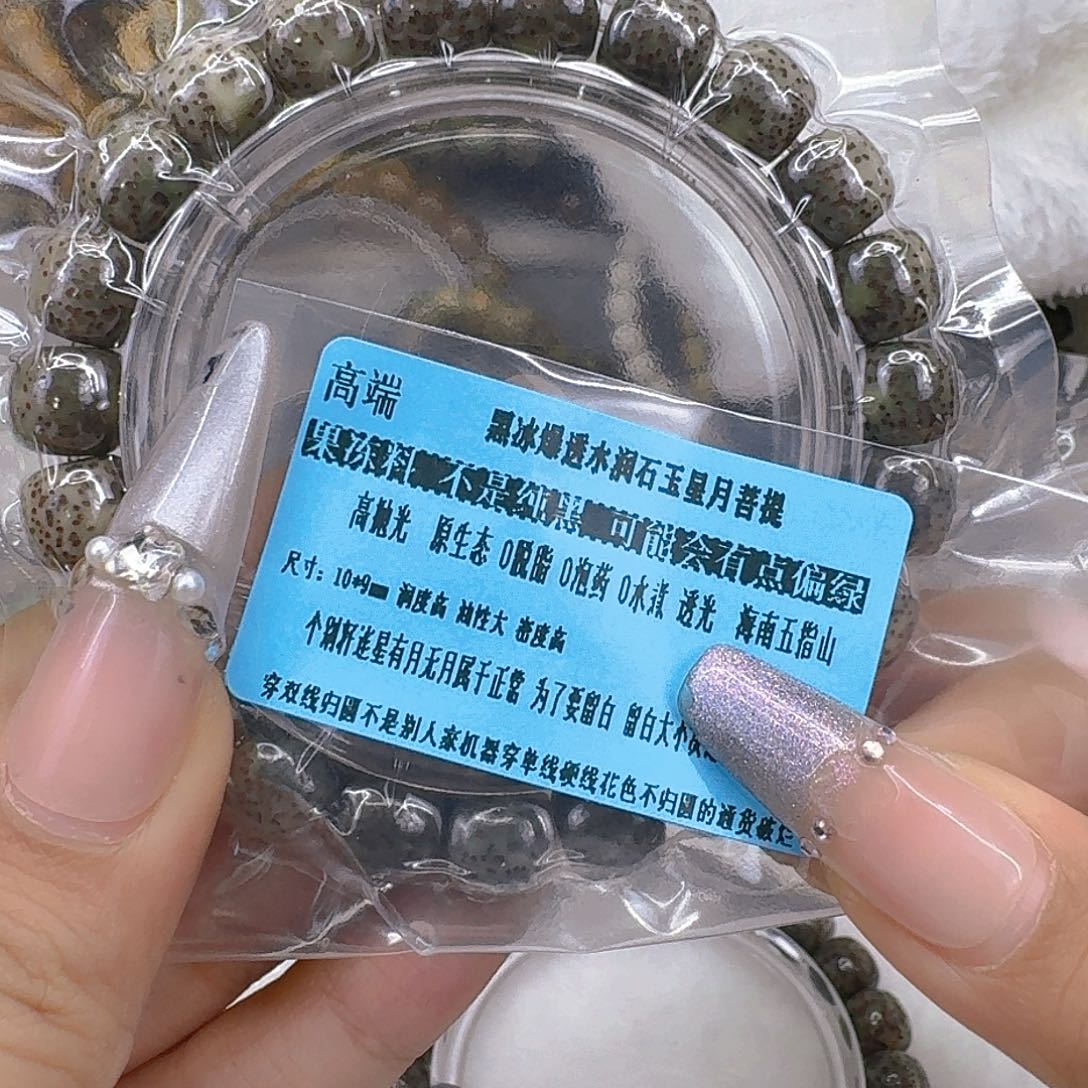 高端
黑冰爆透水润石玉星月菩提
不是纯黑 可能会有点偏绿
高抛光 原生态 0脱脂 0泡药 0水煮 透光 海南五指山
尺寸：10*9mm 润度高 油性大 密度高
个别籽连星有月无月属于正常 为了要留白 留白大
穿双线归圆不是别人家机器穿单线硬线花色不归圆的通货